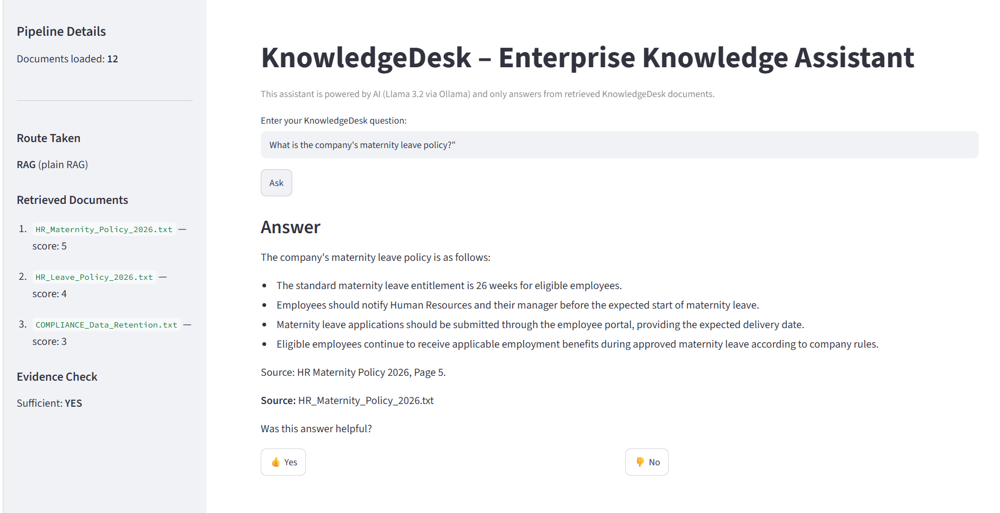 Pipeline Details
Documents loaded: 12
Route Taken
RAG (plain RAG)
Retrieved Documents
1. HR_Maternity_Policy_2026.txt —
score: 5
2. HR_Leave_Policy_2026.txt —
score: 4
3. COMPLIANCE_Data_Retention.txt —
score: 3
Evidence Check
Sufficient: YES
KnowledgeDesk – Enterprise Knowledge Assistant
This assistant is powered by AI (Llama 3.2 via Ollama) and only answers from retrieved KnowledgeDesk documents.
Enter your KnowledgeDesk question:
What is the company's maternity leave policy?"
Ask
Answer
The company's maternity leave policy is as follows:
• The standard maternity leave entitlement is 26 weeks for eligible employees.
• Employees should notify Human Resources and their manager before the expected start of maternity leave.
• Maternity leave applications should be submitted through the employee portal, providing the expected delivery date.
• Eligible employees continue to receive applicable employment benefits during approved maternity leave according to company rules.
Source: HR Maternity Policy 2026, Page 5.
Source: HR_Maternity_Policy_2026.txt
Was this answer helpful?
👍 Yes
👎 No